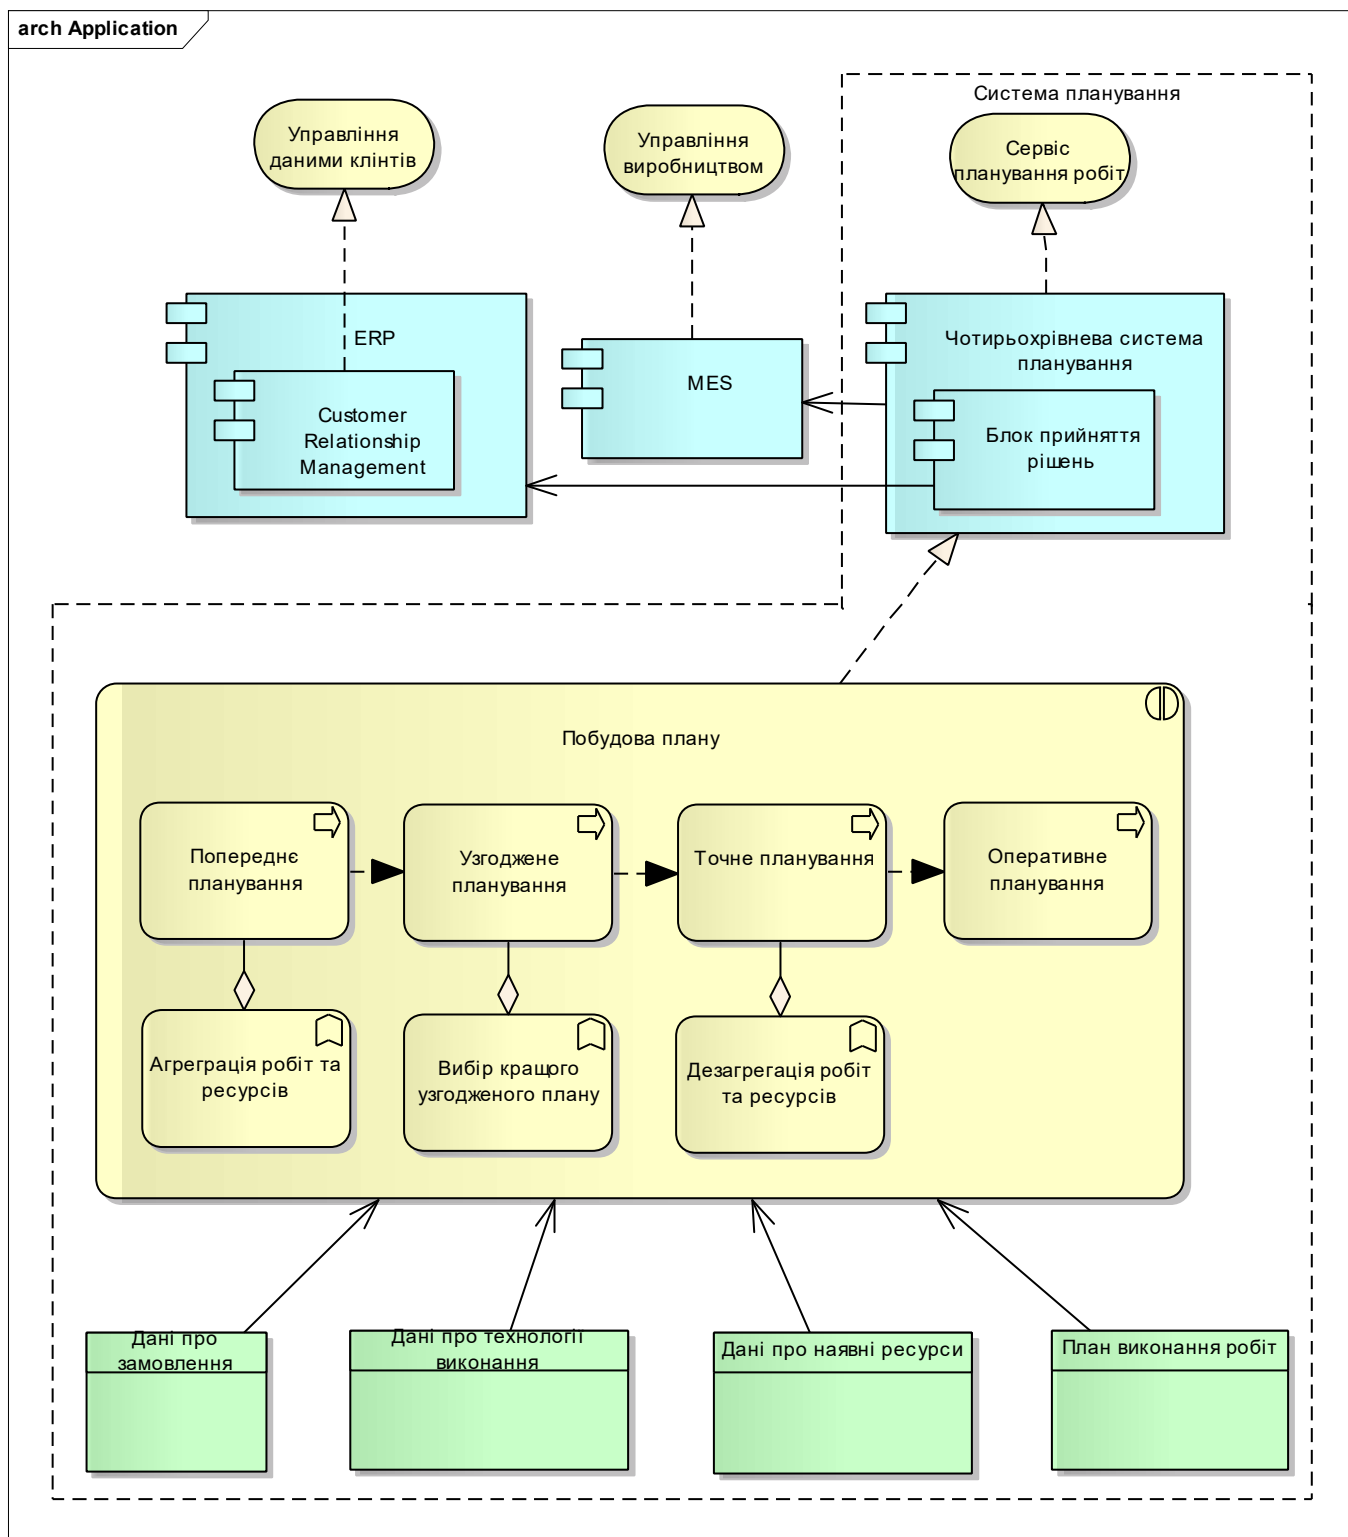 arch Application
Система планування
Управління
даними клінтів
Управління
виробництвом
Сервіс
планування робіт
ERP
Customer
Relationship
Management
MES
Чотирьохрівнева система
планування
Блок прийняття
рішень
Побудова плану
Попереднє
планування
Узгоджене
планування
Точне планування
Оперативне
планування
Агреграція робіт та
ресурсів
Вибір кращого
узгодженого плану
Дезагрегація робіт
та ресурсів
Дані про
замовлення
Дані про технології
виконання
Дані про наявні ресурси
План виконання робіт